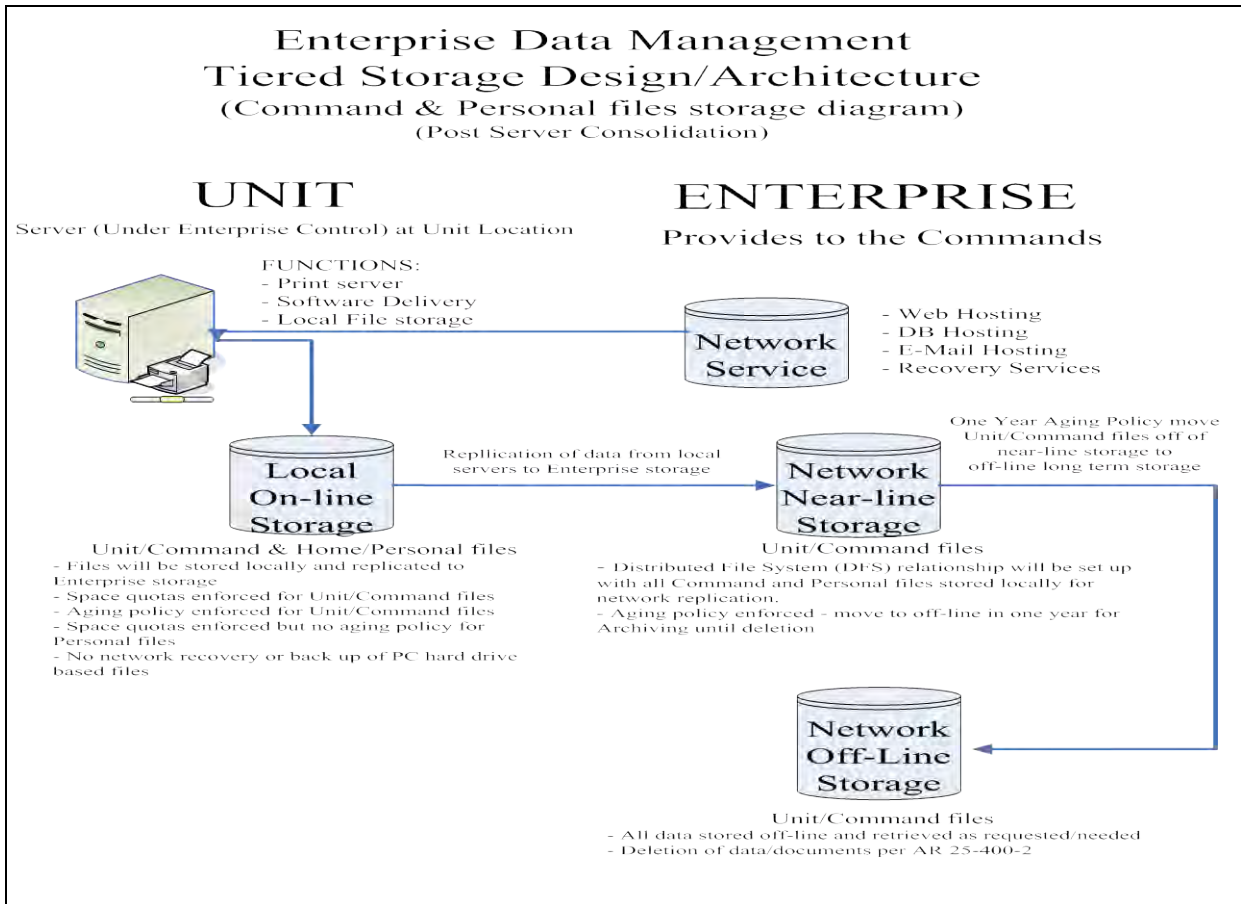 Enterprise Data Management
Tiered Storage Design/Architecture
(Command & Personal files storage diagram)
(Post Server Consolidation)
UNIT
Server (Under Enterprise Control) at Unit Location
ENTERPRISE
Provides to the Commands
FUNCTIONS:
- Print server
- Software Delivery
- Local File storage
Network
Service
- Web Hosting
- DB Hosting
- E-Mail Hosting
- Recovery Services
Local
On-line
Storage
Repllication of data from local
servers to Enterprise storage
Network
Near-line
Storage
One Year Aging Policy move
Unit/Command files off of
near-line storage to
off-line long term storage
Unit/Command & Home/Personal files
- Files will be stored locally and replicated to
Enterprise storage
- Space quotas enforced for Unit/Command files
- Aging policy enforced for Unit/Command files
- Space quotas enforced but no aging policy for
Personal files
- No network recovery or back up of PC hard drive
based files
Unit/Command files
- Distributed File System (DFS) relationship will be set up
with all Command and Personal files stored locally for
network replication.
- Aging policy enforced - move to off-line in one year for
Archiving until deletion
Network
Off-Line
Storage
Unit/Command files
- All data stored off-line and retrieved as requested/needed
- Deletion of data/documents per AR 25-400-2